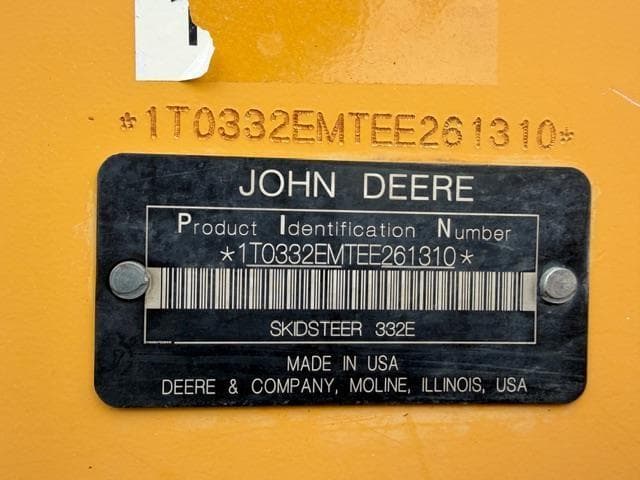 *1T0332EMTEE261310*
JOHN DEERE
Product Identification Number
*1T0332EMTEE261310*
SKIDSTEER 332E
MADE IN USA
DEERE & COMPANY, MOLINE, ILLINOIS, USA